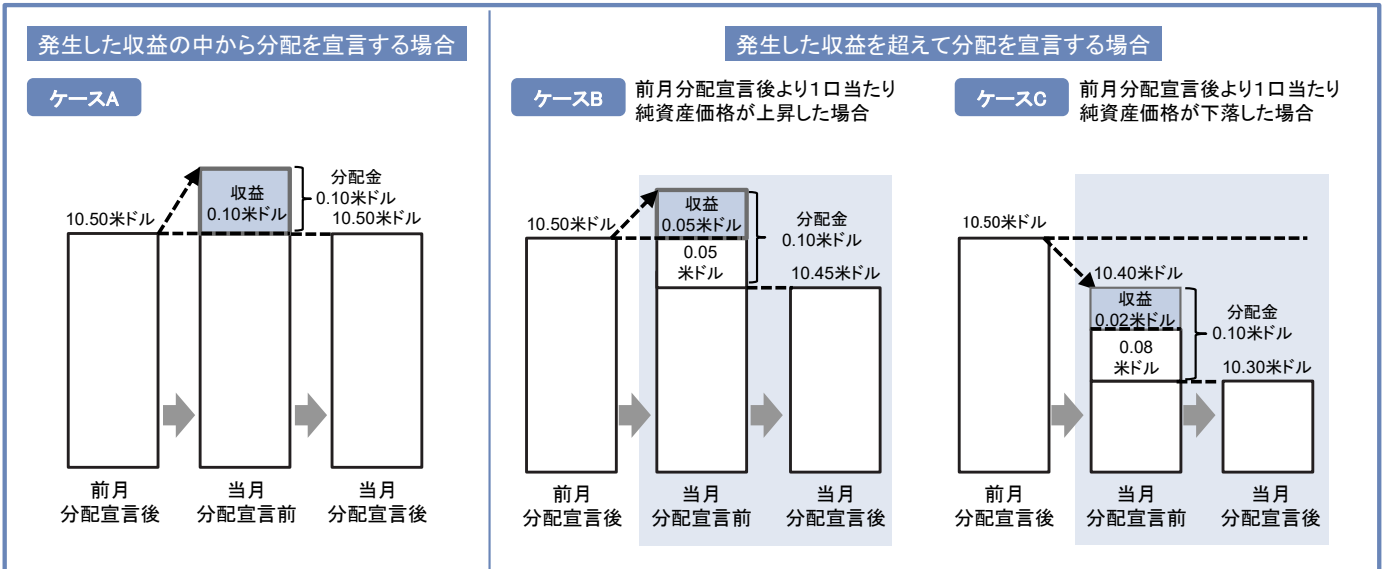 発生した収益の中から分配を宣言する場合
ケースA
10.50米ドル
収益
0.10米ドル
分配金
0.10米ドル
10.50米ドル
前月
分配宣言後
当月
分配宣言前
当月
分配宣言後
発生した収益を超えて分配を宣言する場合
ケースB
前月分配宣言後より1口当たり
純資産価格が上昇した場合
10.50米ドル
収益
0.05米ドル
0.05
米ドル
分配金
0.10米ドル
10.45米ドル
前月
分配宣言後
当月
分配宣言前
当月
分配宣言後
ケースC
前月分配宣言後より1口当たり
純資産価格が下落した場合
10.50米ドル
10.40米ドル
収益
0.02米ドル
0.08
米ドル
分配金
0.10米ドル
10.30米ドル
前月
分配宣言後
当月
分配宣言前
当月
分配宣言後